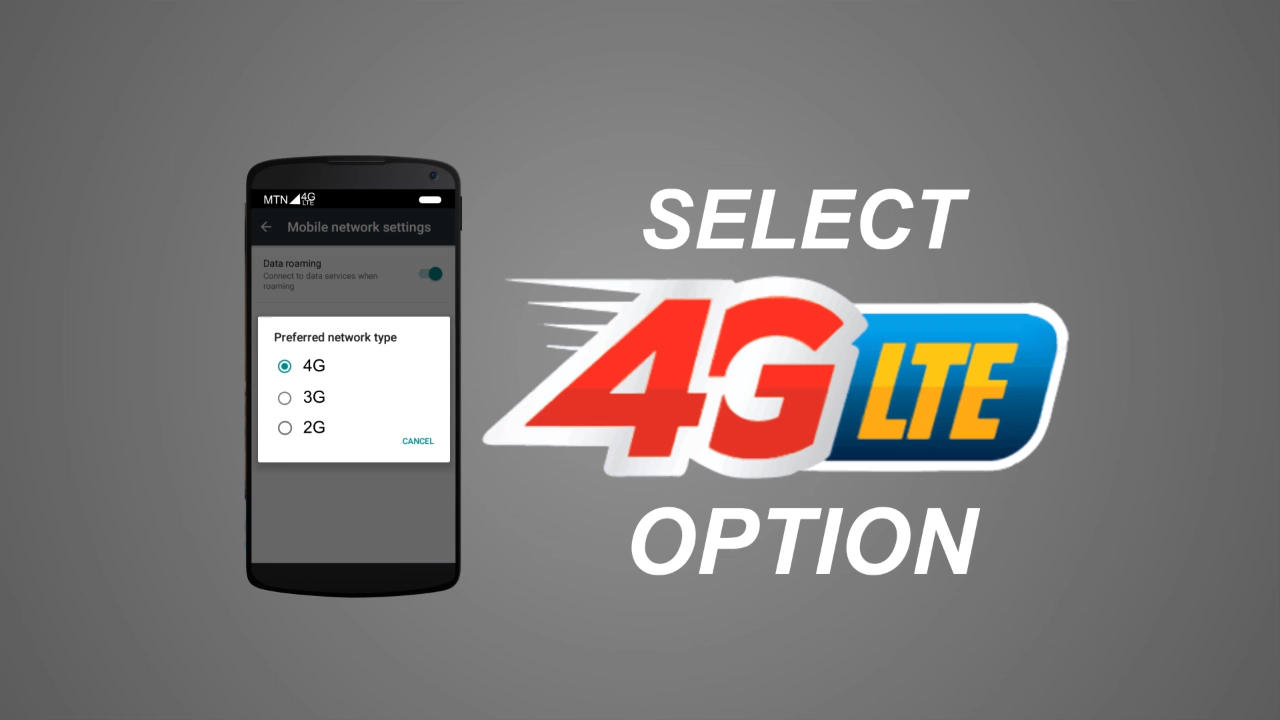 MTN 4G LTE
Mobile network settings
Data roaming
Connect to data services when
roaming
Preferred network type
4G
3G
2G
CANCEL
SELECT
4G LTE
OPTION